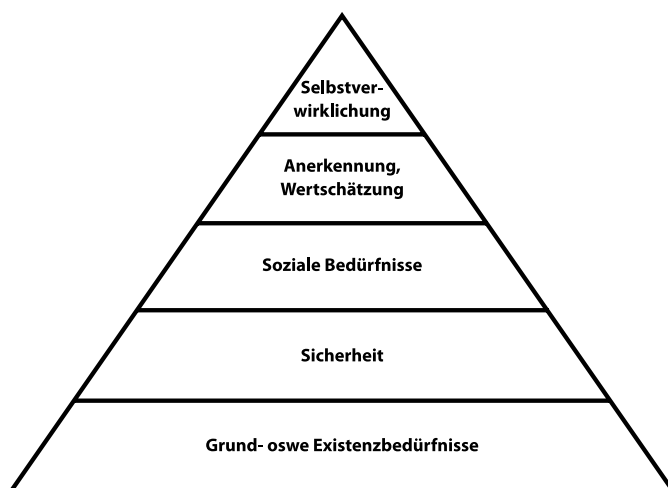 Selbstver-
wirklichung
Anerkennung,
Wertschätzung
Soziale Bedürfnisse
Sicherheit
Grund- oswe Existenzbedürfnisse